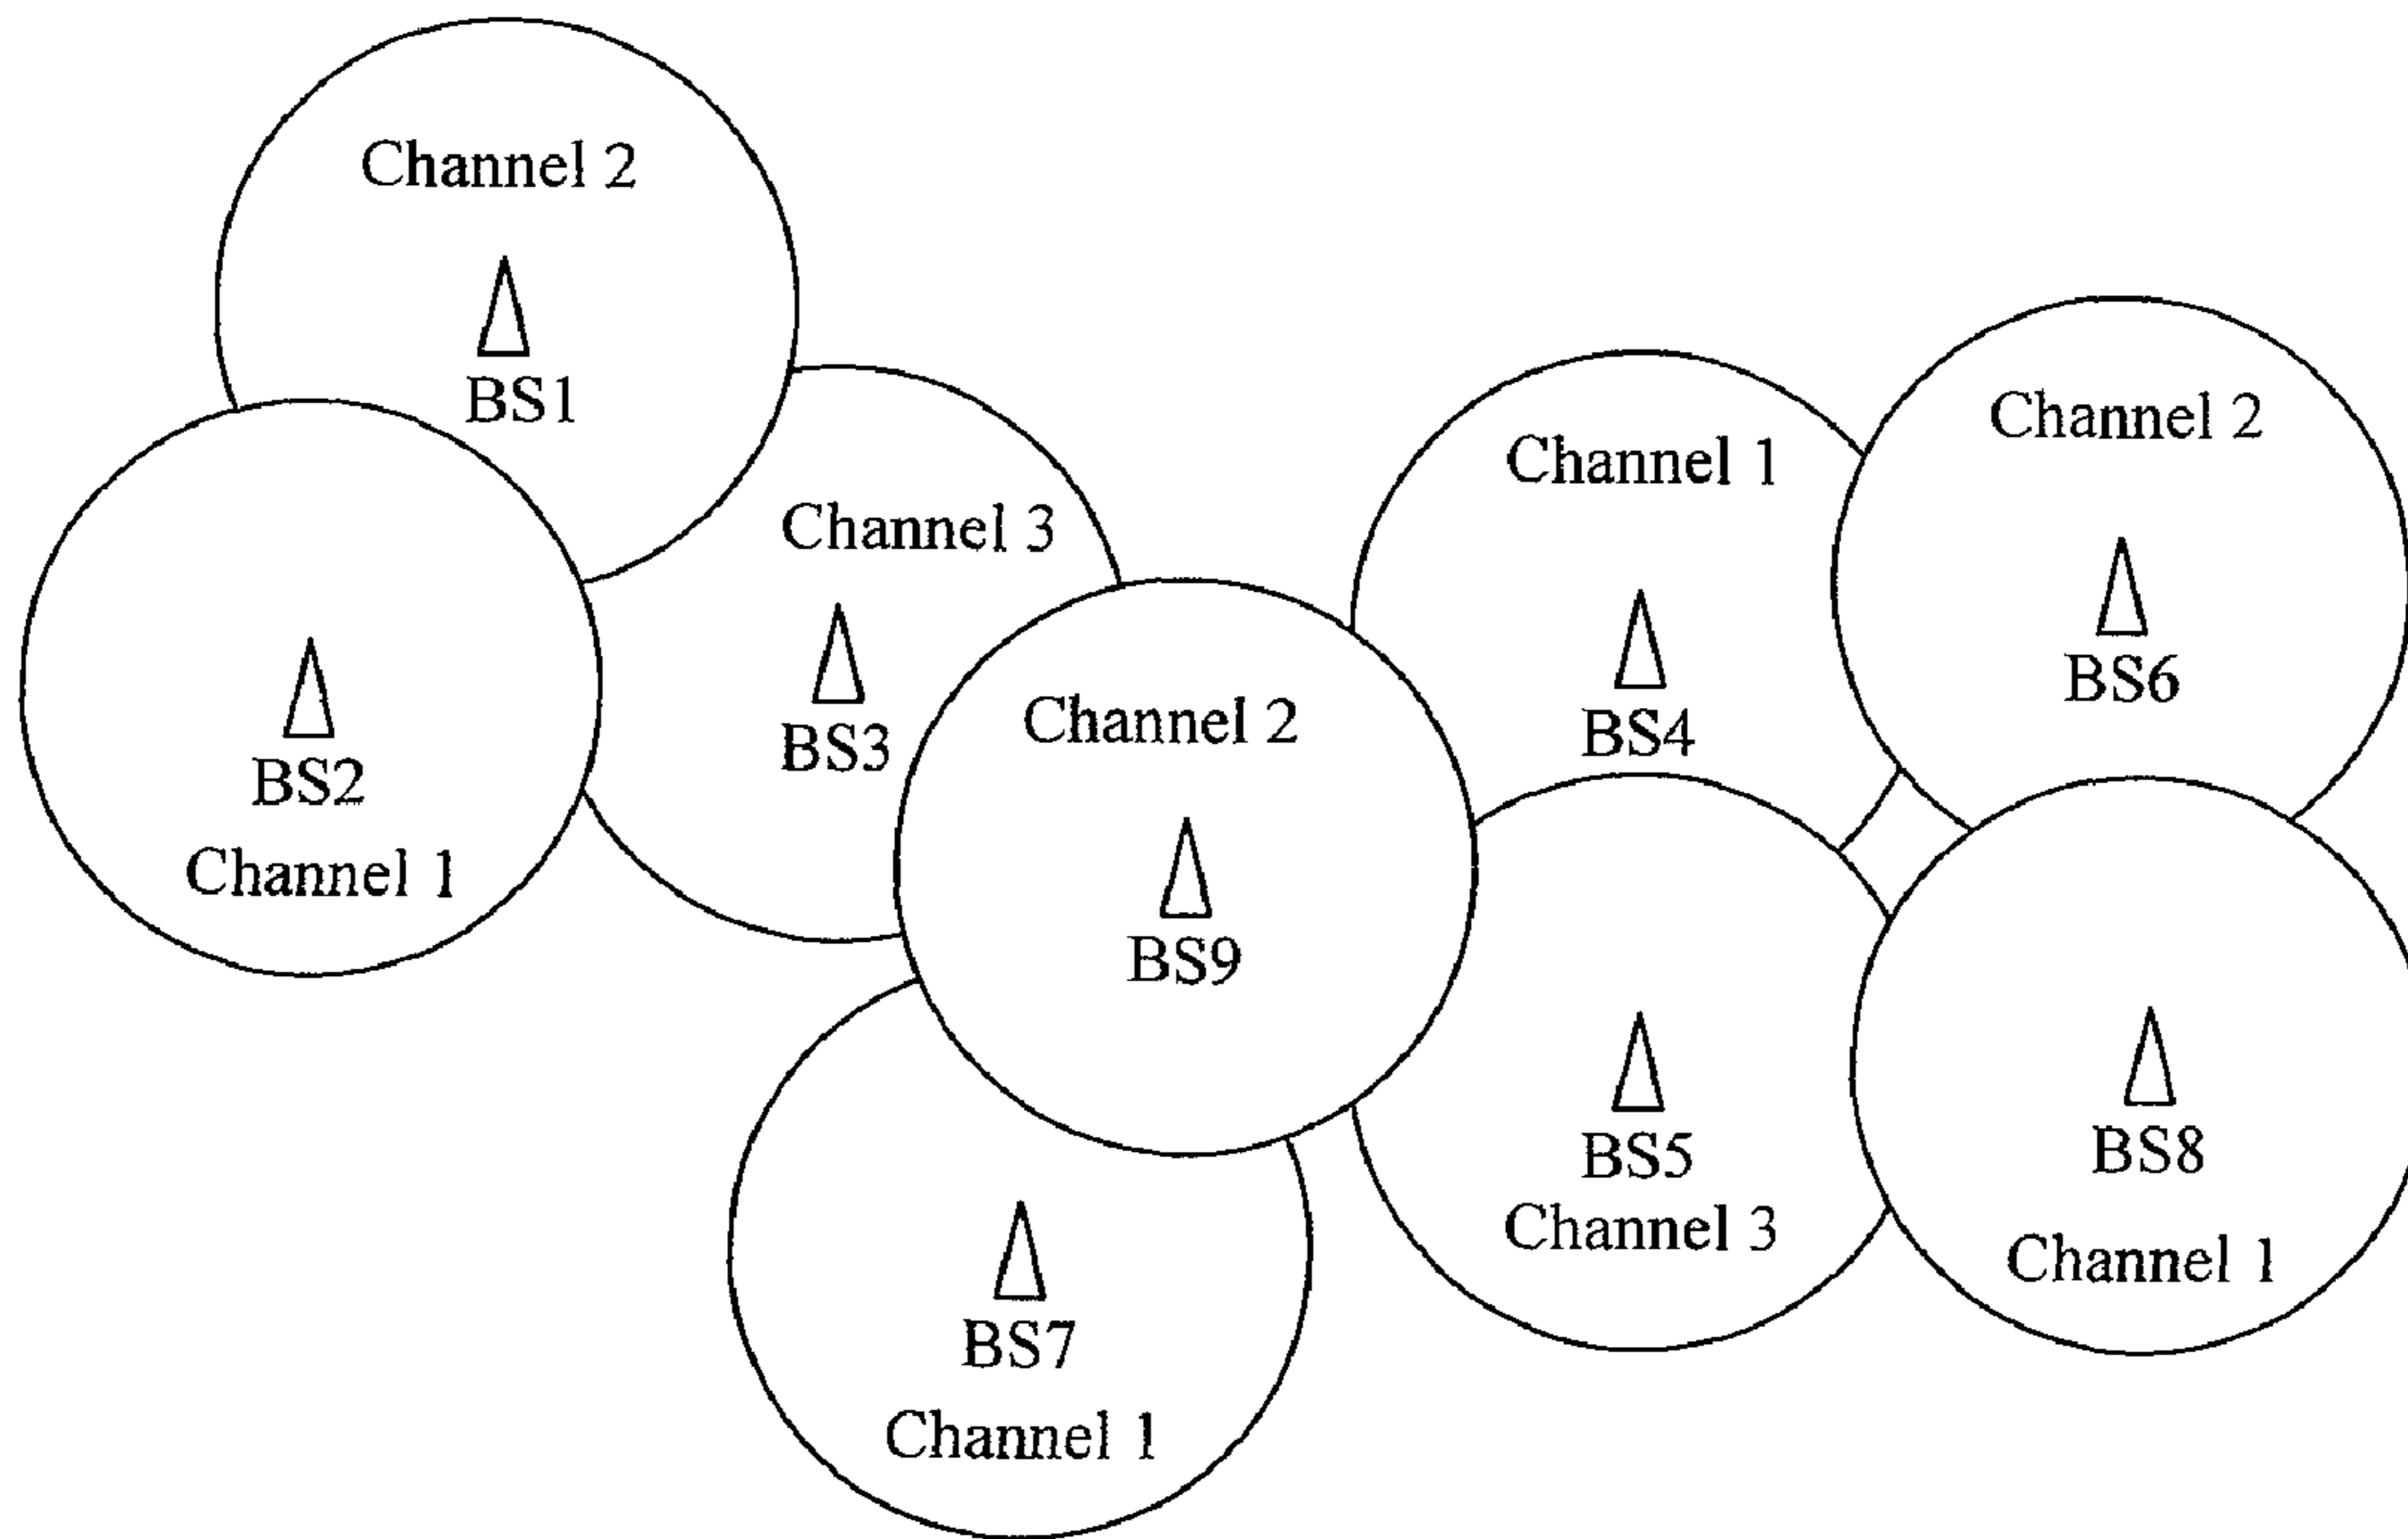 Channel 2
BS1
BS2
Channel 1
Channel 3
BS3
Channel 2
BS9
Channel 1
BS4
Channel 2
BS6
BS5
Channel 3
BS8
Channel 1
BS7
Channel 1